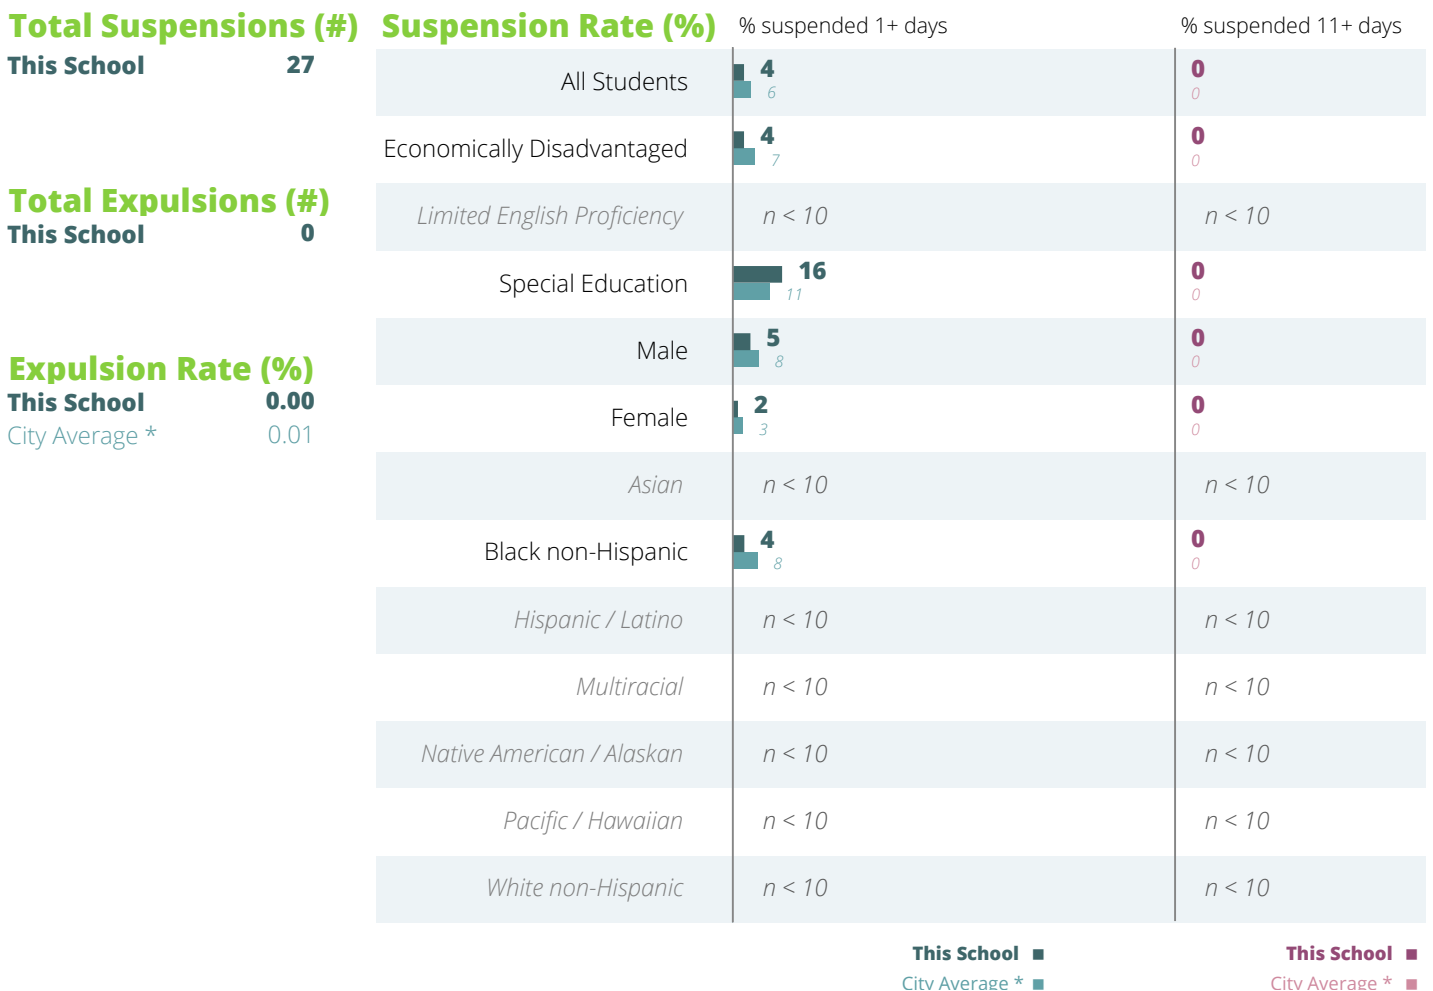 Total Suspensions (#)
This School 27
Total Expulsions (#)
This School 0
Expulsion Rate (%)
This School 0.00
City Average * 0.01
Suspension Rate (%) % suspended 1+ days % suspended 11+ days
All Students 4 0
6 0
Economically Disadvantaged 4 0
7 0
Limited English Proficiency n < 10 n < 10
Special Education 16 0
11 0
Male 5 0
8 0
Female 2 0
3 0
Asian n < 10 n < 10
Black non-Hispanic 4 0
8 0
Hispanic / Latino n < 10 n < 10
Multiracial n < 10 n < 10
Native American / Alaskan n < 10 n < 10
Pacific / Hawaiian n < 10 n < 10
White non-Hispanic n < 10 n < 10
This School This School
City Average * City Average *